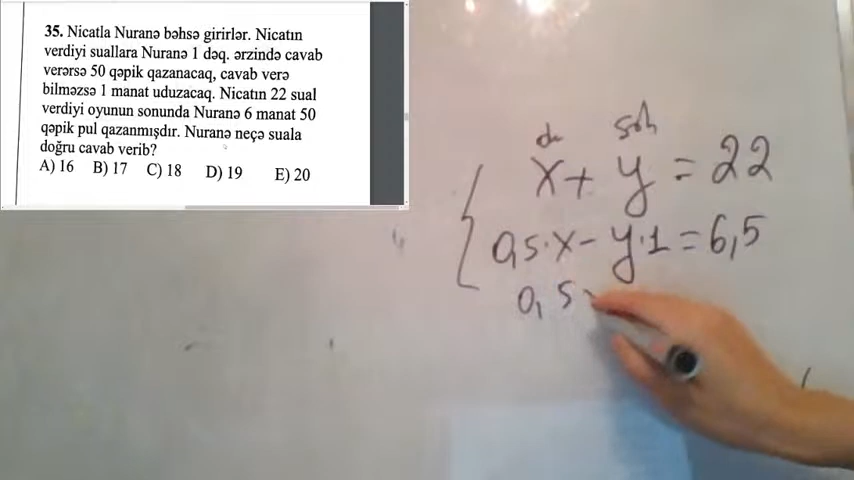 35. Nicatla Nuranə bəhsə girirlər. Nicatın
verdiyi suallara Nuranə 1 dəq. ərzində cavab
verərsə 50 qəpik qazanacaq, cavab verə
bilməzsə 1 manat uduzacaq. Nicatın 22 sual
verdiyi oyunun sonunda Nuranə 6 manat 50
qəpik pul qazanmışdır. Nuranə neçə suala
doğru cavab verib?
A) 16 B) 17 C) 18 D) 19 E) 20
x + y = 22
0,5·x - y·1 = 6,5
0,5